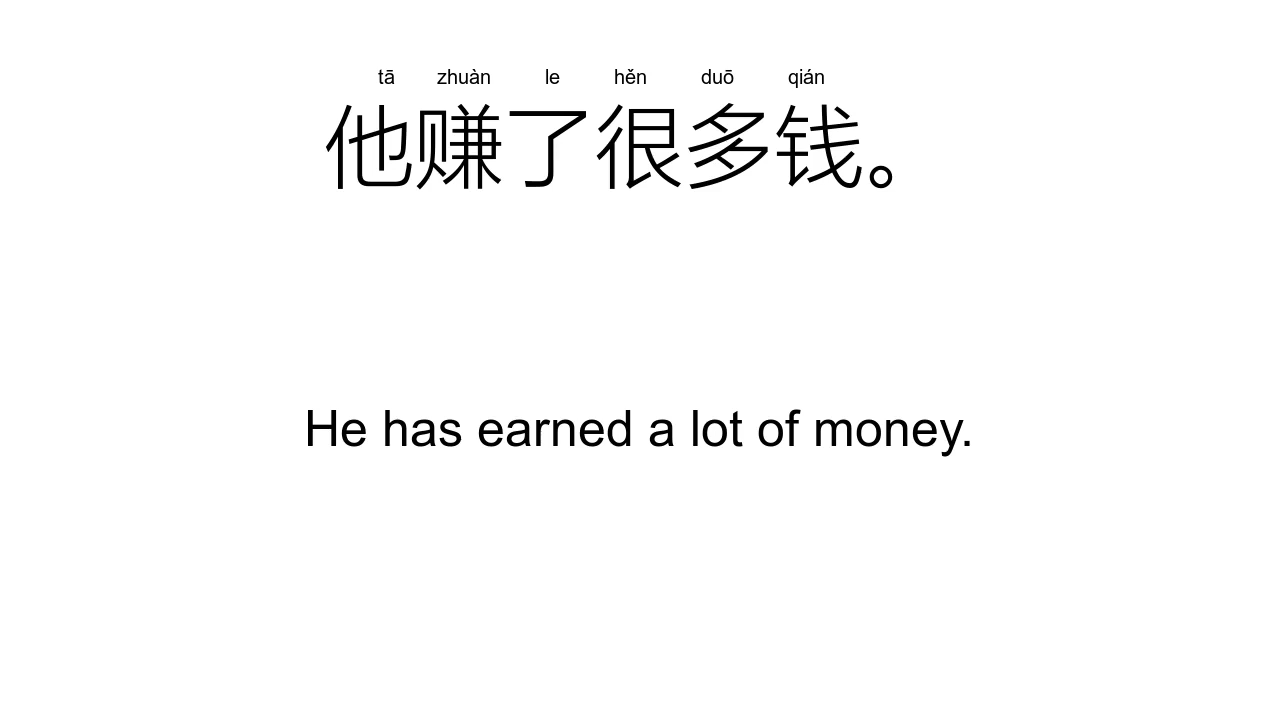 tā zhuàn le hěn duō qián
他赚了很多钱。
He has earned a lot of money.